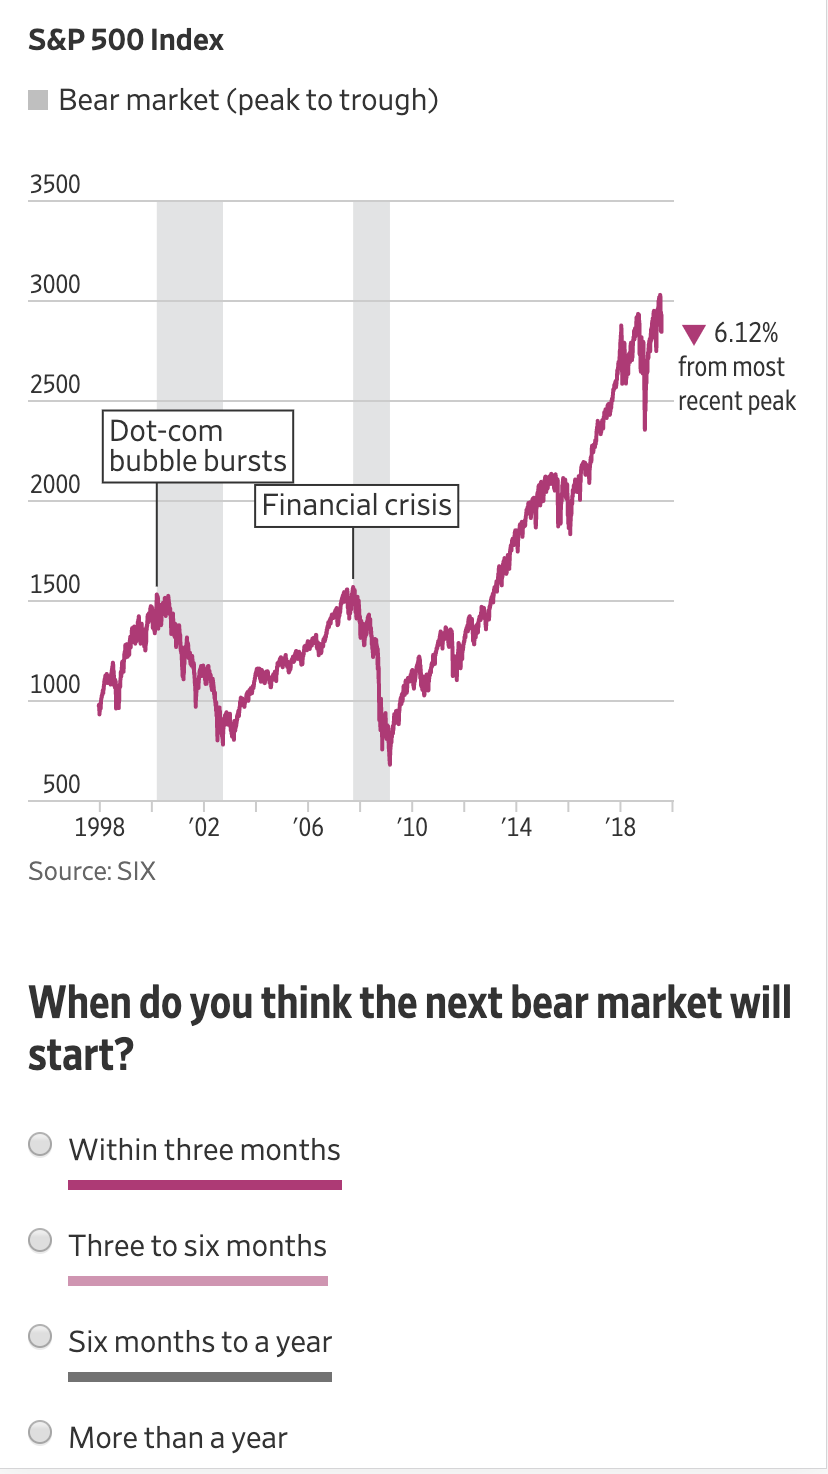 S&P 500 Index
Bear market (peak to trough)
3500
3000
6.12%
from most
recent peak
2500
Dot-com
bubble bursts
2000
Financial crisis
1500
1000
500
1998 ’02 ’06 ’10 ’14 ’18
Source: SIX
When do you think the next bear market will
start?
Within three months
Three to six months
Six months to a year
More than a year